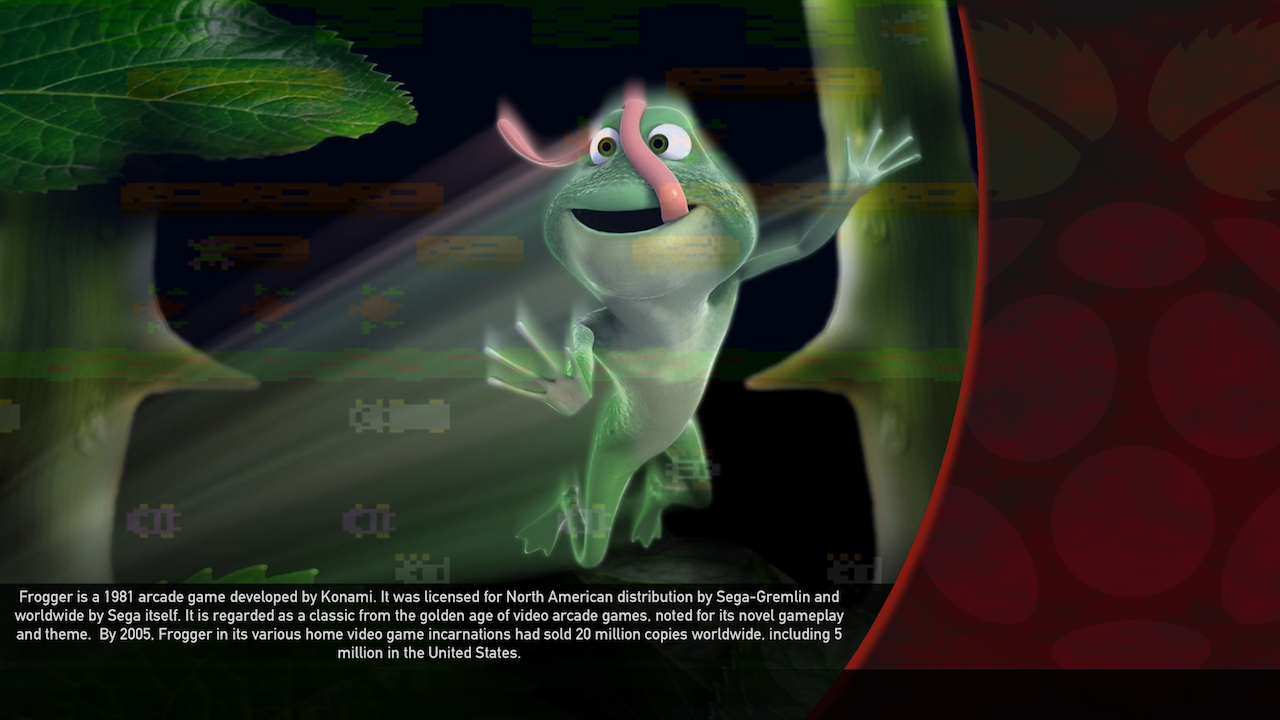 Frogger is a 1981 arcade game developed by Konami. It was licensed for North American distribution by Sega-Gremlin and
worldwide by Sega itself. It is regarded as a classic from the golden age of video arcade games, noted for its novel gameplay
and theme.  By 2005, Frogger in its various home video game incarnations had sold 20 million copies worldwide, including 5
million in the United States.